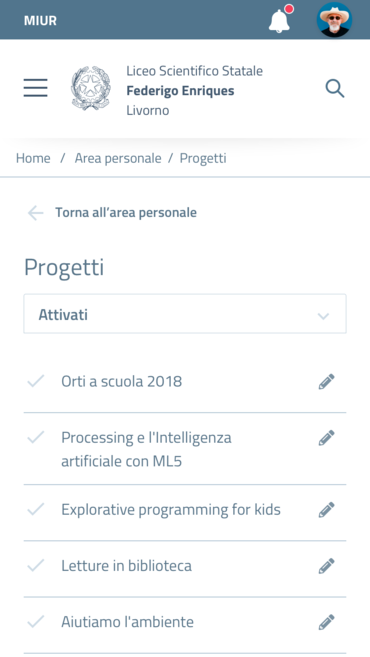 MIUR
Liceo Scientifico Statale
Federigo Enriques
Livorno
Home / Area personale / Progetti
Torna all'area personale
Progetti
Attivati
Orti a scuola 2018
Processing e l'Intelligenza
artificiale con ML5
Explorative programming for kids
Letture in biblioteca
Aiutiamo l'ambiente